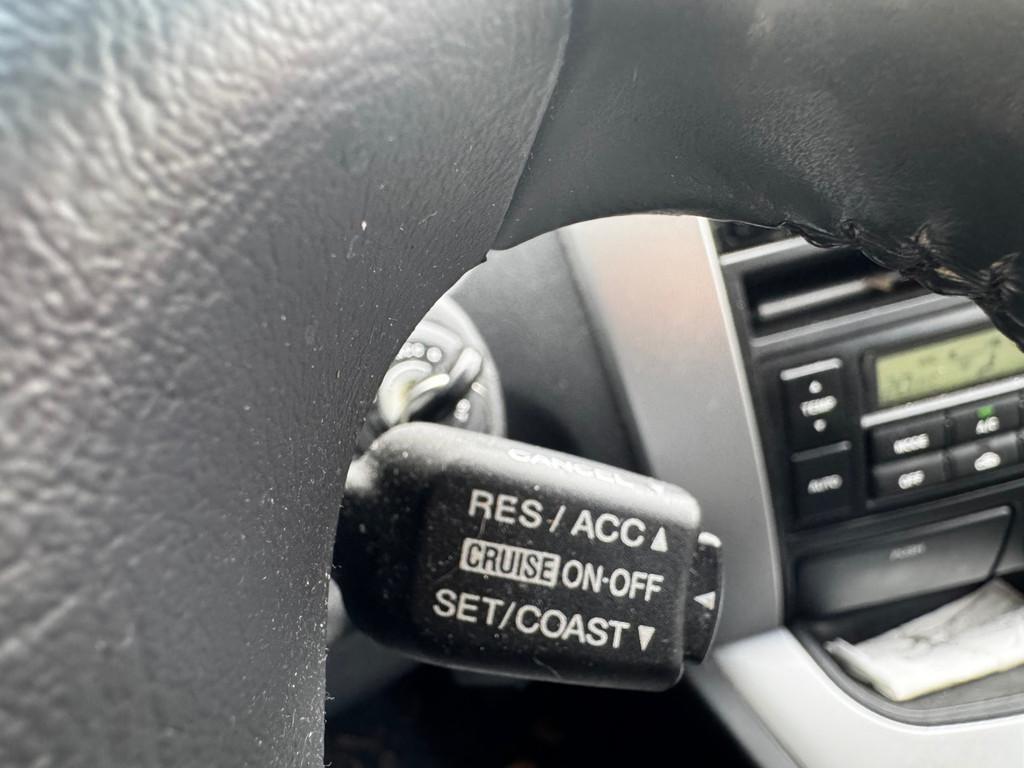 CANCEL
RES / ACC ▲
CRUISE ON·OFF
SET/COAST ▼
TEMP
AUTO
MODE
A/C
OFF